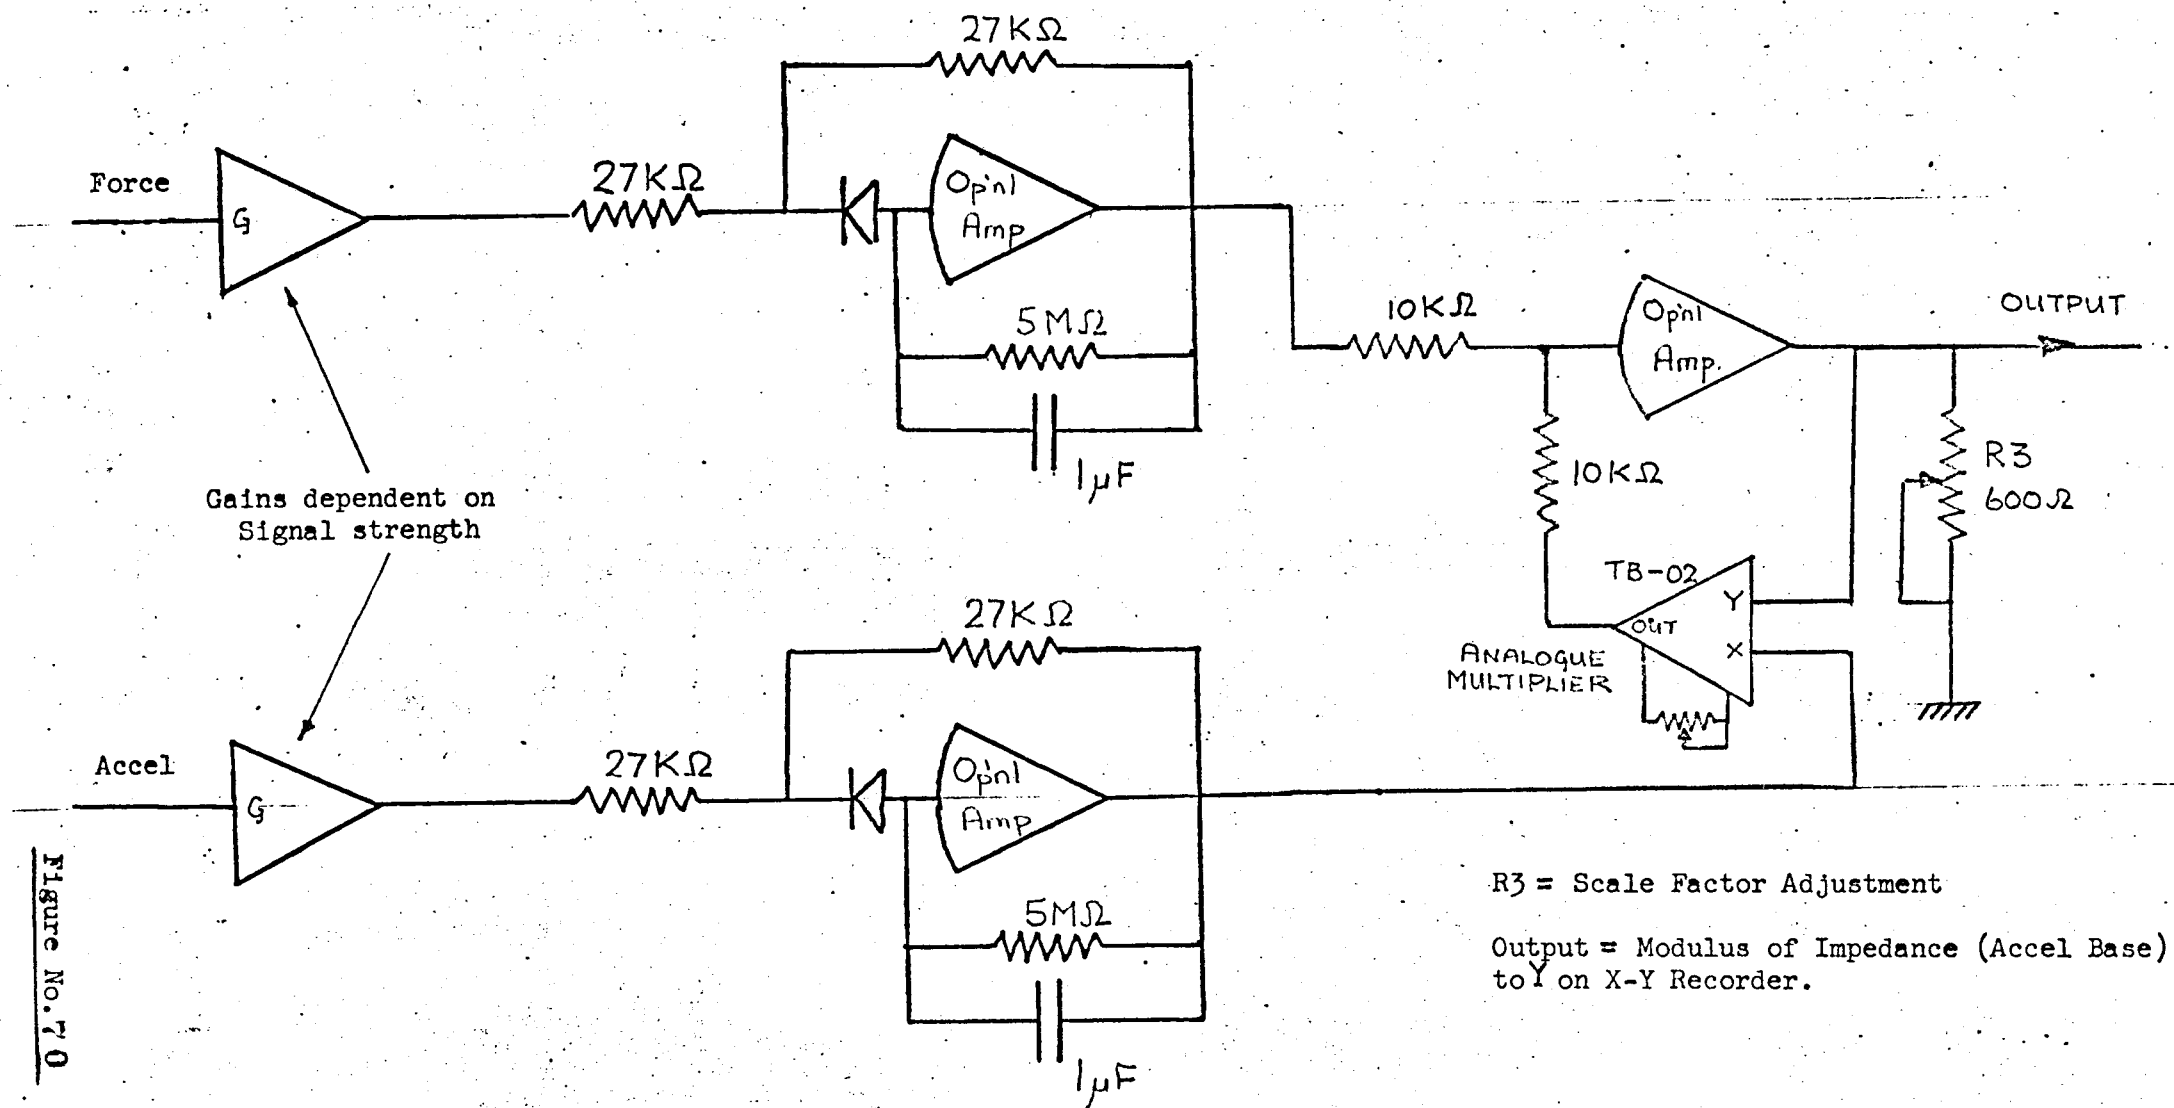 27KΩ
Force
G
27KΩ
Op'nl
Amp
5MΩ
1μF
10KΩ
Op'nl
Amp.
OUTPUT
10KΩ
R3
600Ω
Gains dependent on
Signal strength
TB-02
Y
OUT
X
ANALOGUE
MULTIPLIER
27KΩ
Accel
G
27KΩ
Op'nl
Amp
5MΩ
1μF
R3 = Scale Factor Adjustment
Output = Modulus of Impedance (Accel Base)
to Y on X-Y Recorder.
Figure No.70